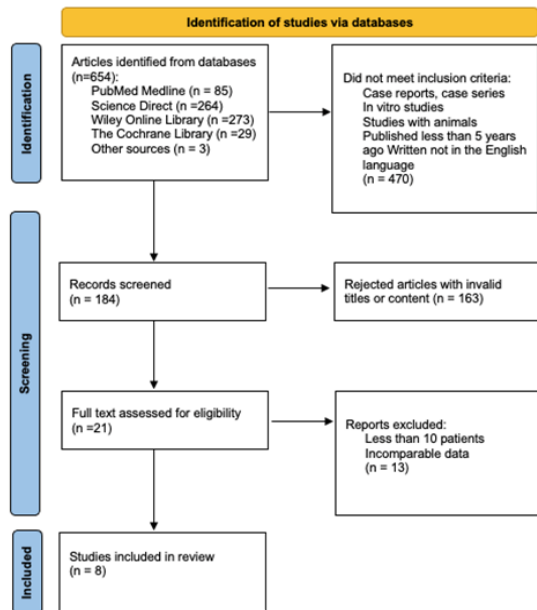 Identification of studies via databases
Identification
Articles identified from databases
(n=654):
PubMed Medline (n = 85)
Science Direct (n =264)
Wiley Online Library (n =273)
The Cochrane Library (n =29)
Other sources (n = 3)
Did not meet inclusion criteria:
Case reports, case series
In vitro studies
Studies with animals
Published less than 5 years
ago Written not in the English
language
(n = 470)
Screening
Records screened
(n = 184)
Rejected articles with invalid
titles or content (n = 163)
Full text assessed for eligibility
(n =21)
Reports excluded:
Less than 10 patients
Incomparable data
(n = 13)
Included
Studies included in review
(n = 8)